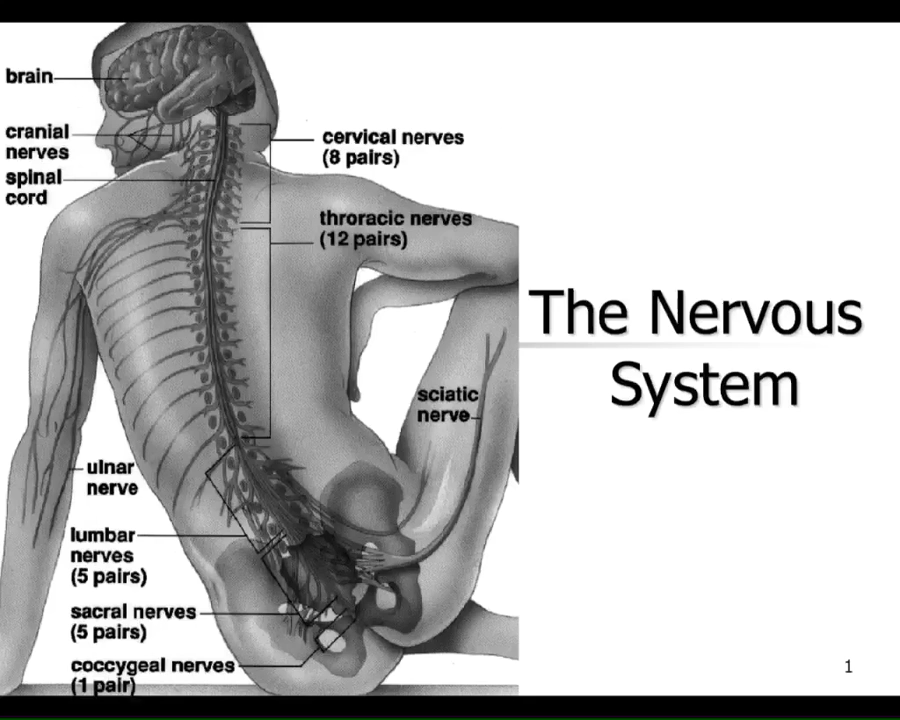 brain
cranial
nerves
spinal
cord
cervical nerves
(8 pairs)
throracic nerves
(12 pairs)
The Nervous
System
sciatic
nerve
ulnar
nerve
lumbar
nerves
(5 pairs)
sacral nerves
(5 pairs)
coccygeal nerves
(1 pair)
1